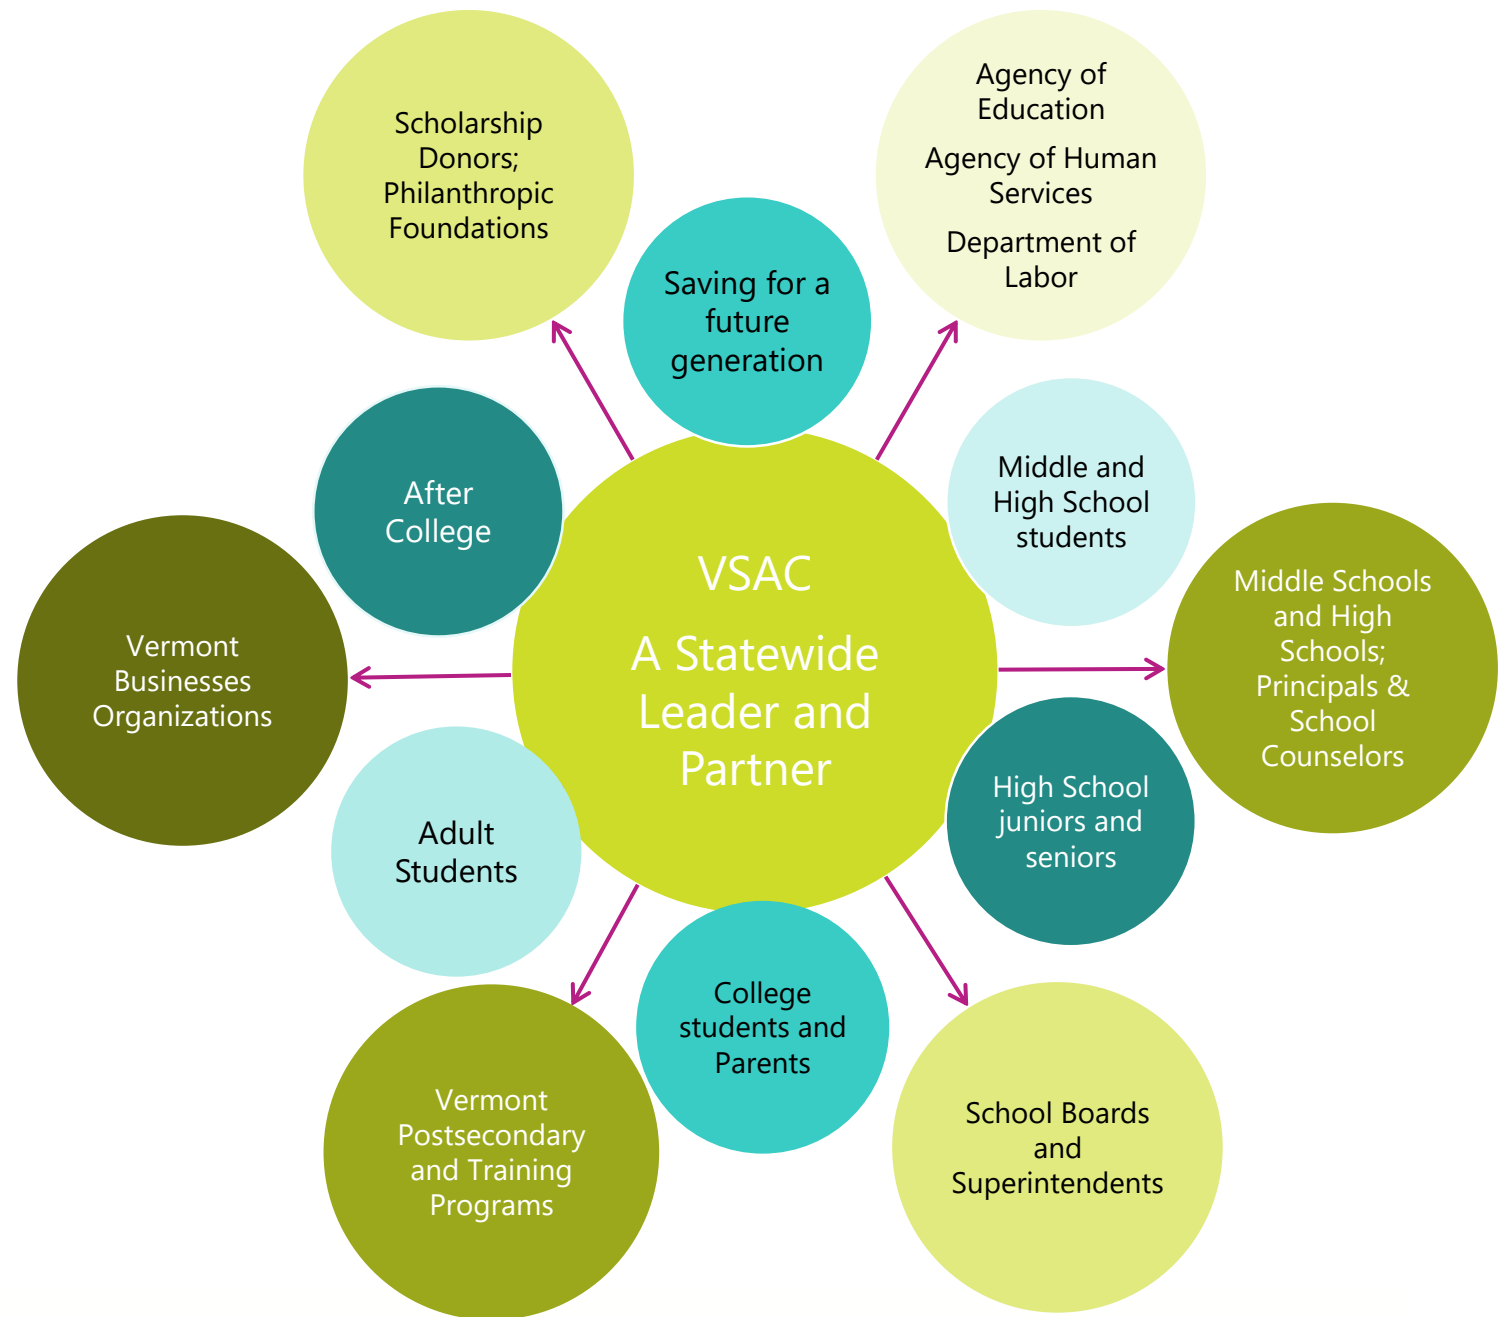 Scholarship
Donors;
Philanthropic
Foundations
Agency of
Education
Agency of Human
Services
Department of
Labor
Saving for a
future
generation
After
College
Middle and
High School
students
VSAC
A Statewide
Leader and
Partner
Vermont
Businesses
Organizations
Middle Schools
and High
Schools;
Principals &
School
Counselors
Adult
Students
High School
juniors and
seniors
College
students and
Parents
Vermont
Postsecondary
and Training
Programs
School Boards
and
Superintendents